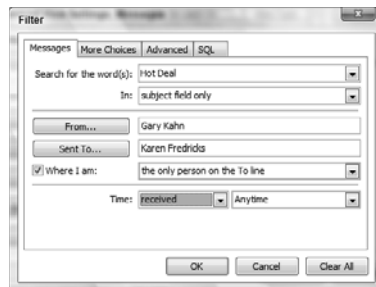 Filter
Messages More Choices Advanced SQL
Search for the word(s): Hot Deal
In: subject field only
From... Gary Kahn
Sent To... Karen Fredricks
Where I am: the only person on the To line
Time: received Anytime
OK Cancel Clear All